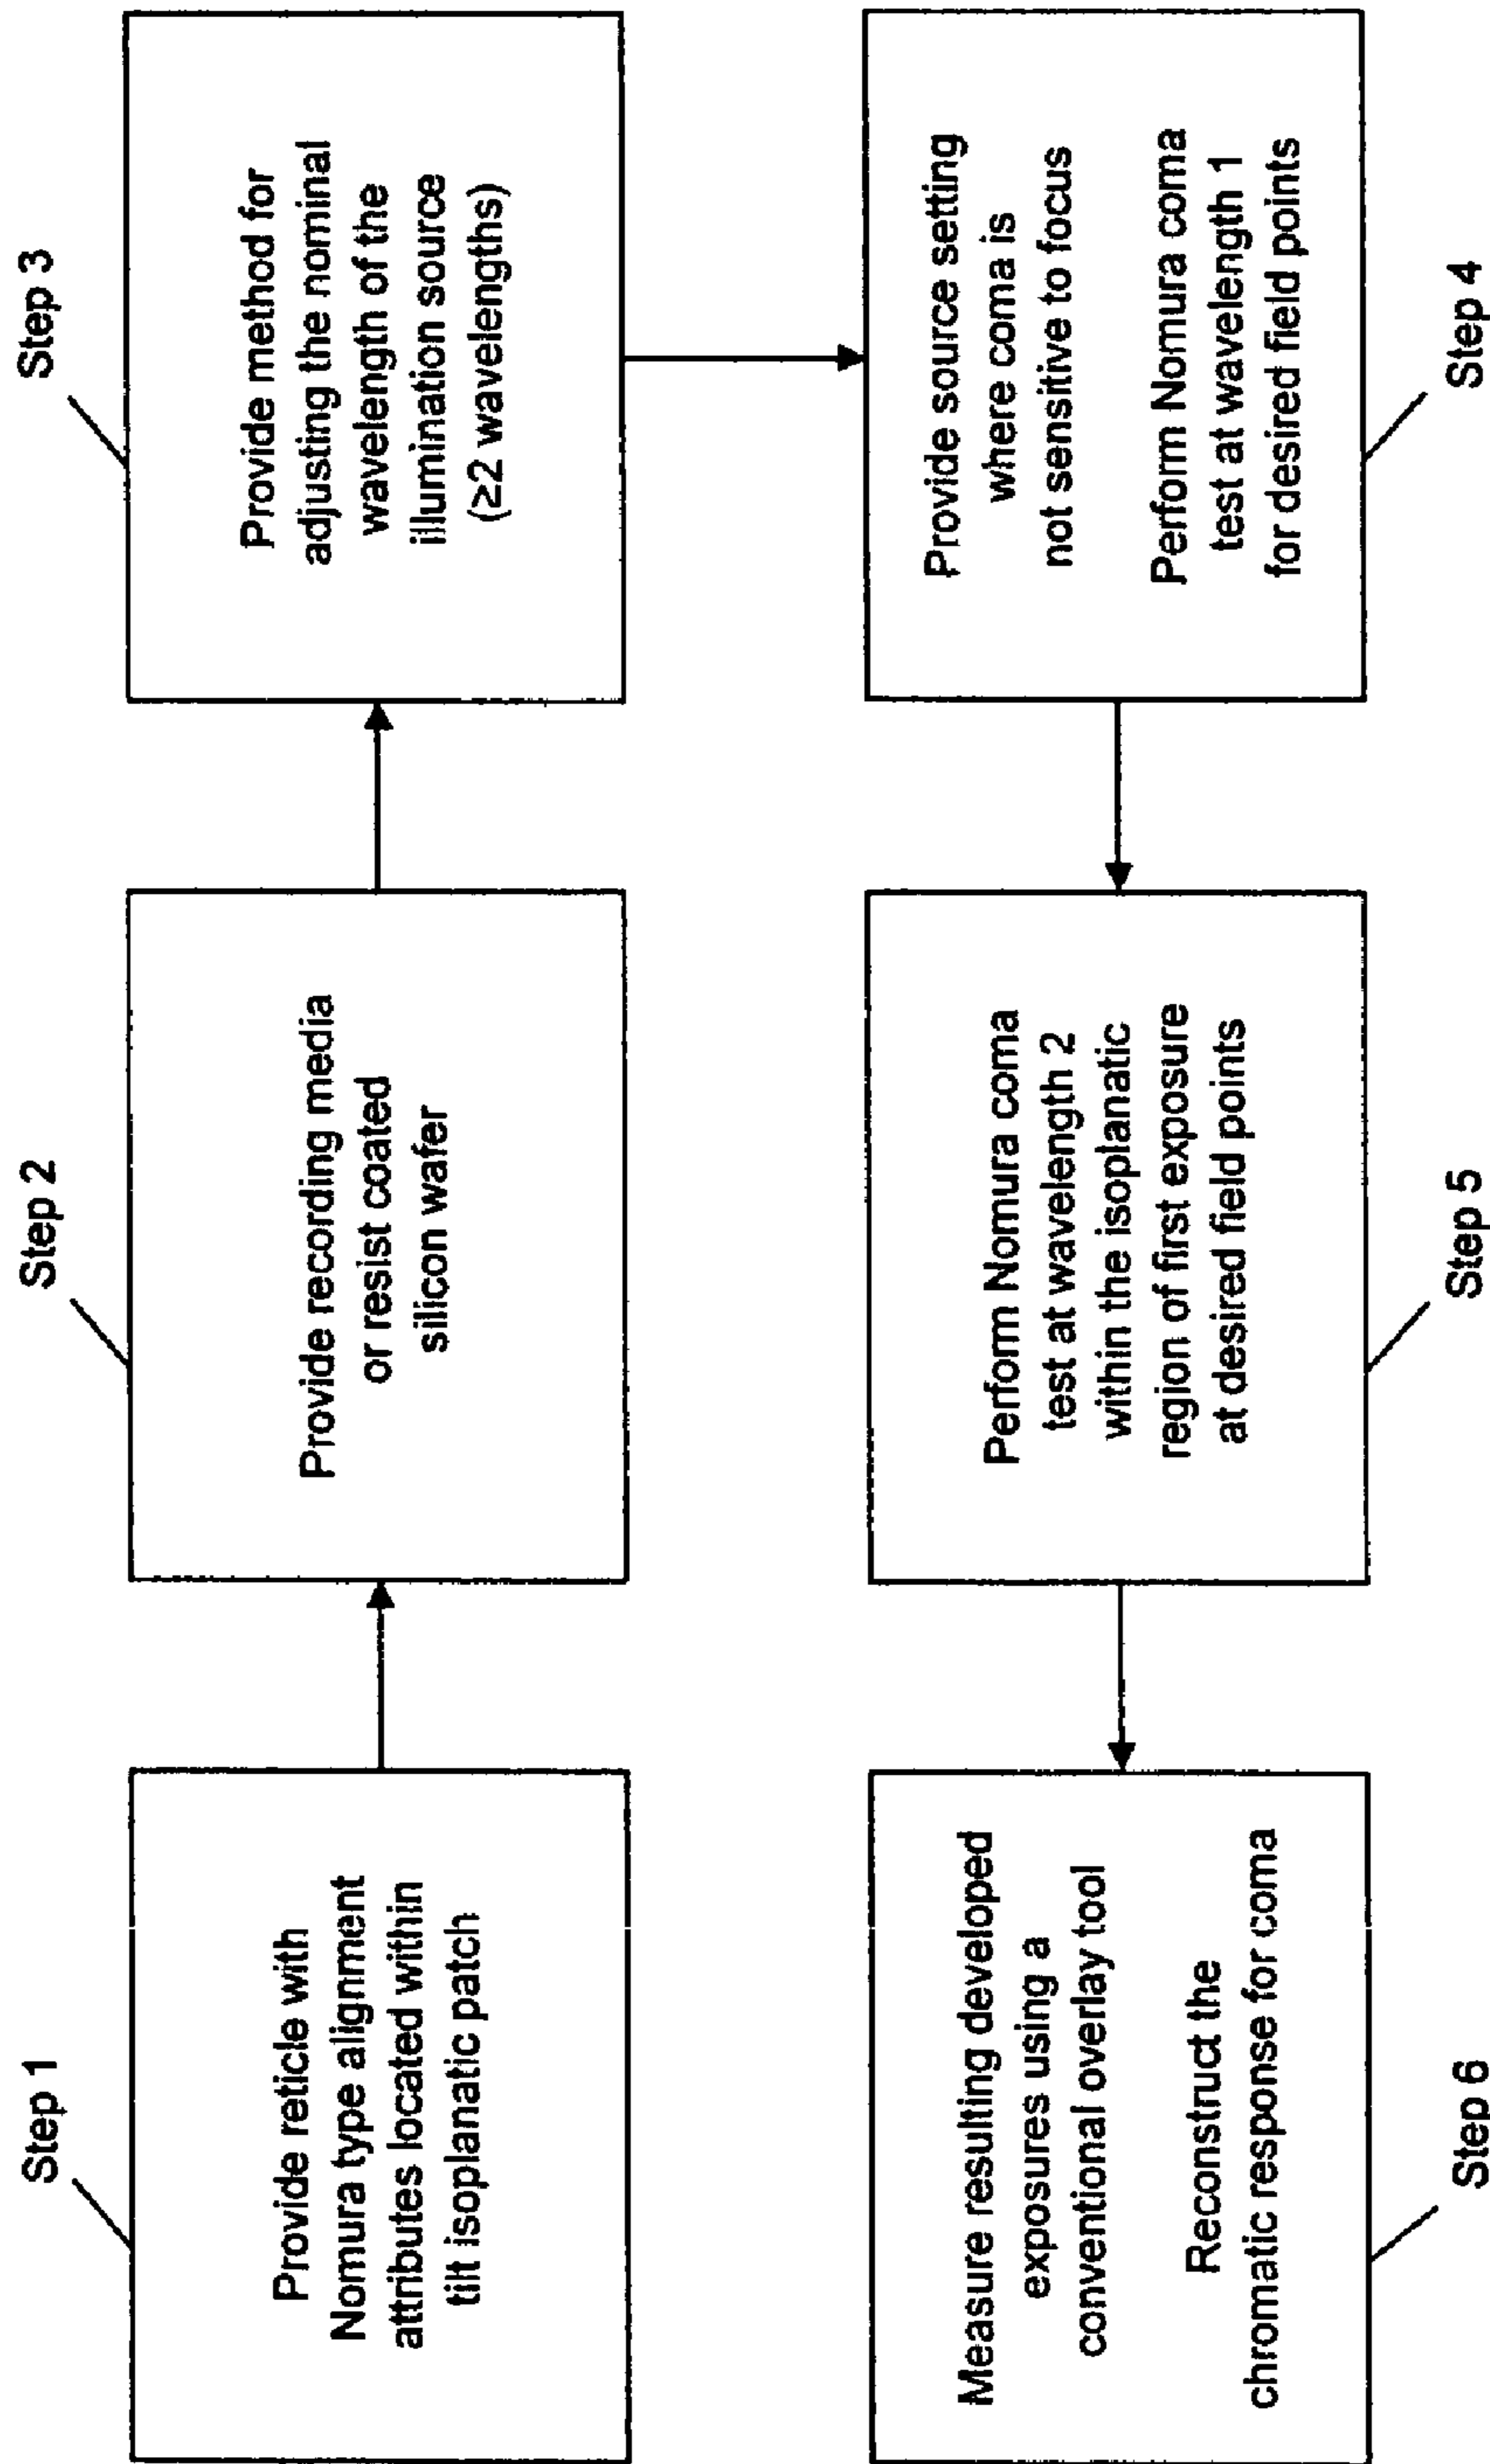 Step 1
Provide reticle with
Nomura type alignment
attributes located within
tilt isoplanatic patch
Step 2
Provide recording media
or resist coated
silicon wafer
Step 3
Provide method for
adjusting the nominal
wavelength of the
illumination source
(≥2 wavelengths)
Provide source setting
where coma is
not sensitive to focus
Perform Nomura coma
test at wavelength 1
for desired field points
Step 4
Perform Nomura coma
test at wavelength 2
within the isoplanatic
region of first exposure
at desired field points
Step 5
Measure resulting developed
exposures using a
conventional overlay tool
Reconstruct the
chromatic response for coma
Step 6